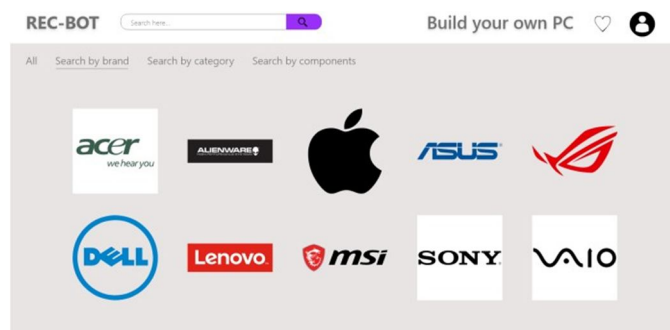 REC-BOT
Search here...
Build your own PC
All
Search by brand
Search by category
Search by components
acer
we hear you
ALIENWARE
ASUS
DELL
Lenovo
msi
SONY
VAIO